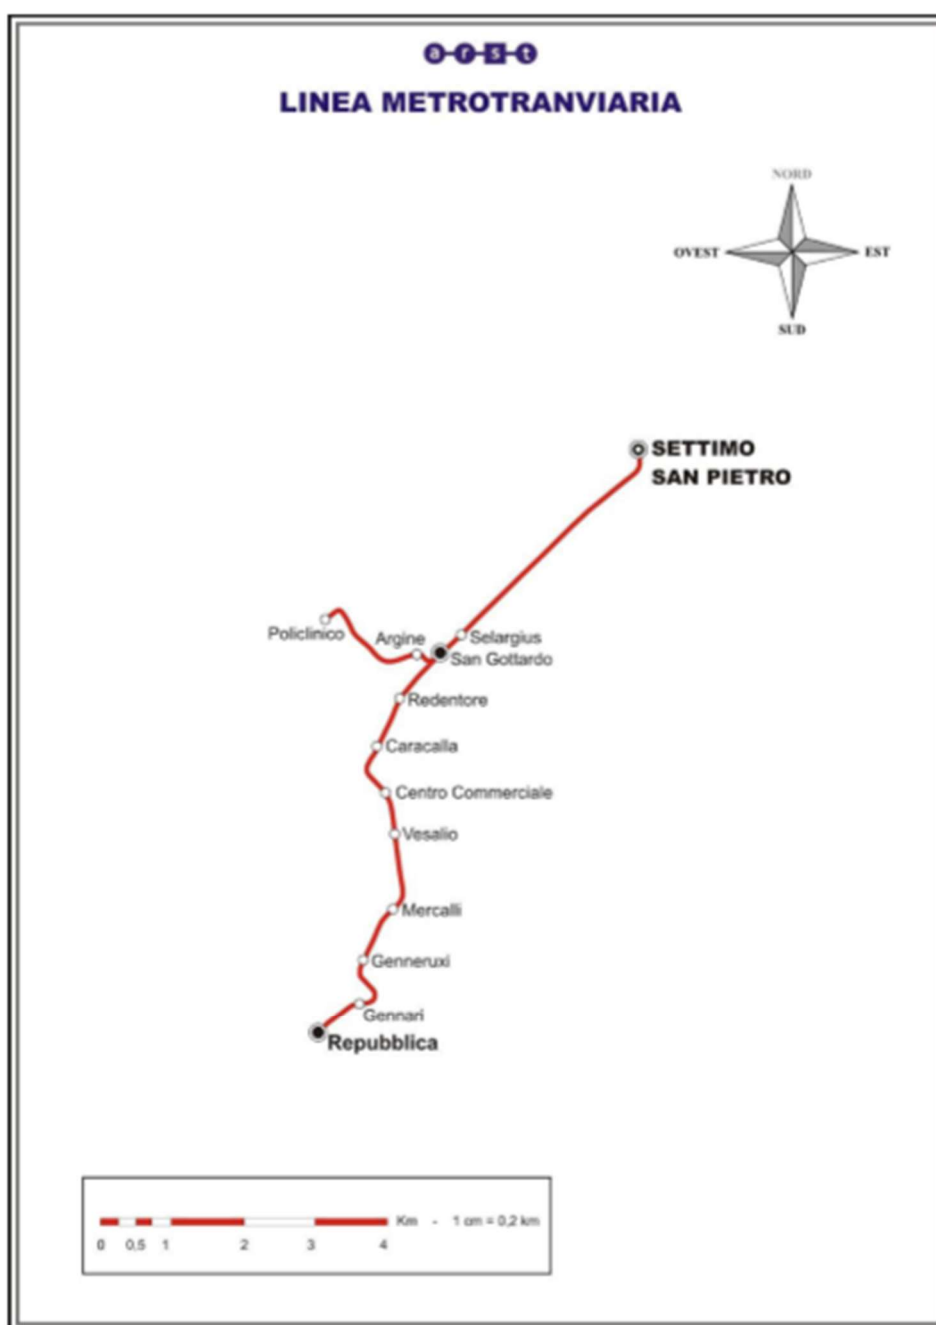 arst
LINEA METROTRANVIARIA
NORD
OVEST
EST
SUD
SETTIMO
SAN PIETRO
Policlinico
Argine
Selargius
San Gottardo
Redentore
Caracalla
Centro Commerciale
Vesalio
Mercalli
Genneruxi
Gennari
Repubblica
Km - 1 cm = 0,2 km
0 0,5 1 2 3 4